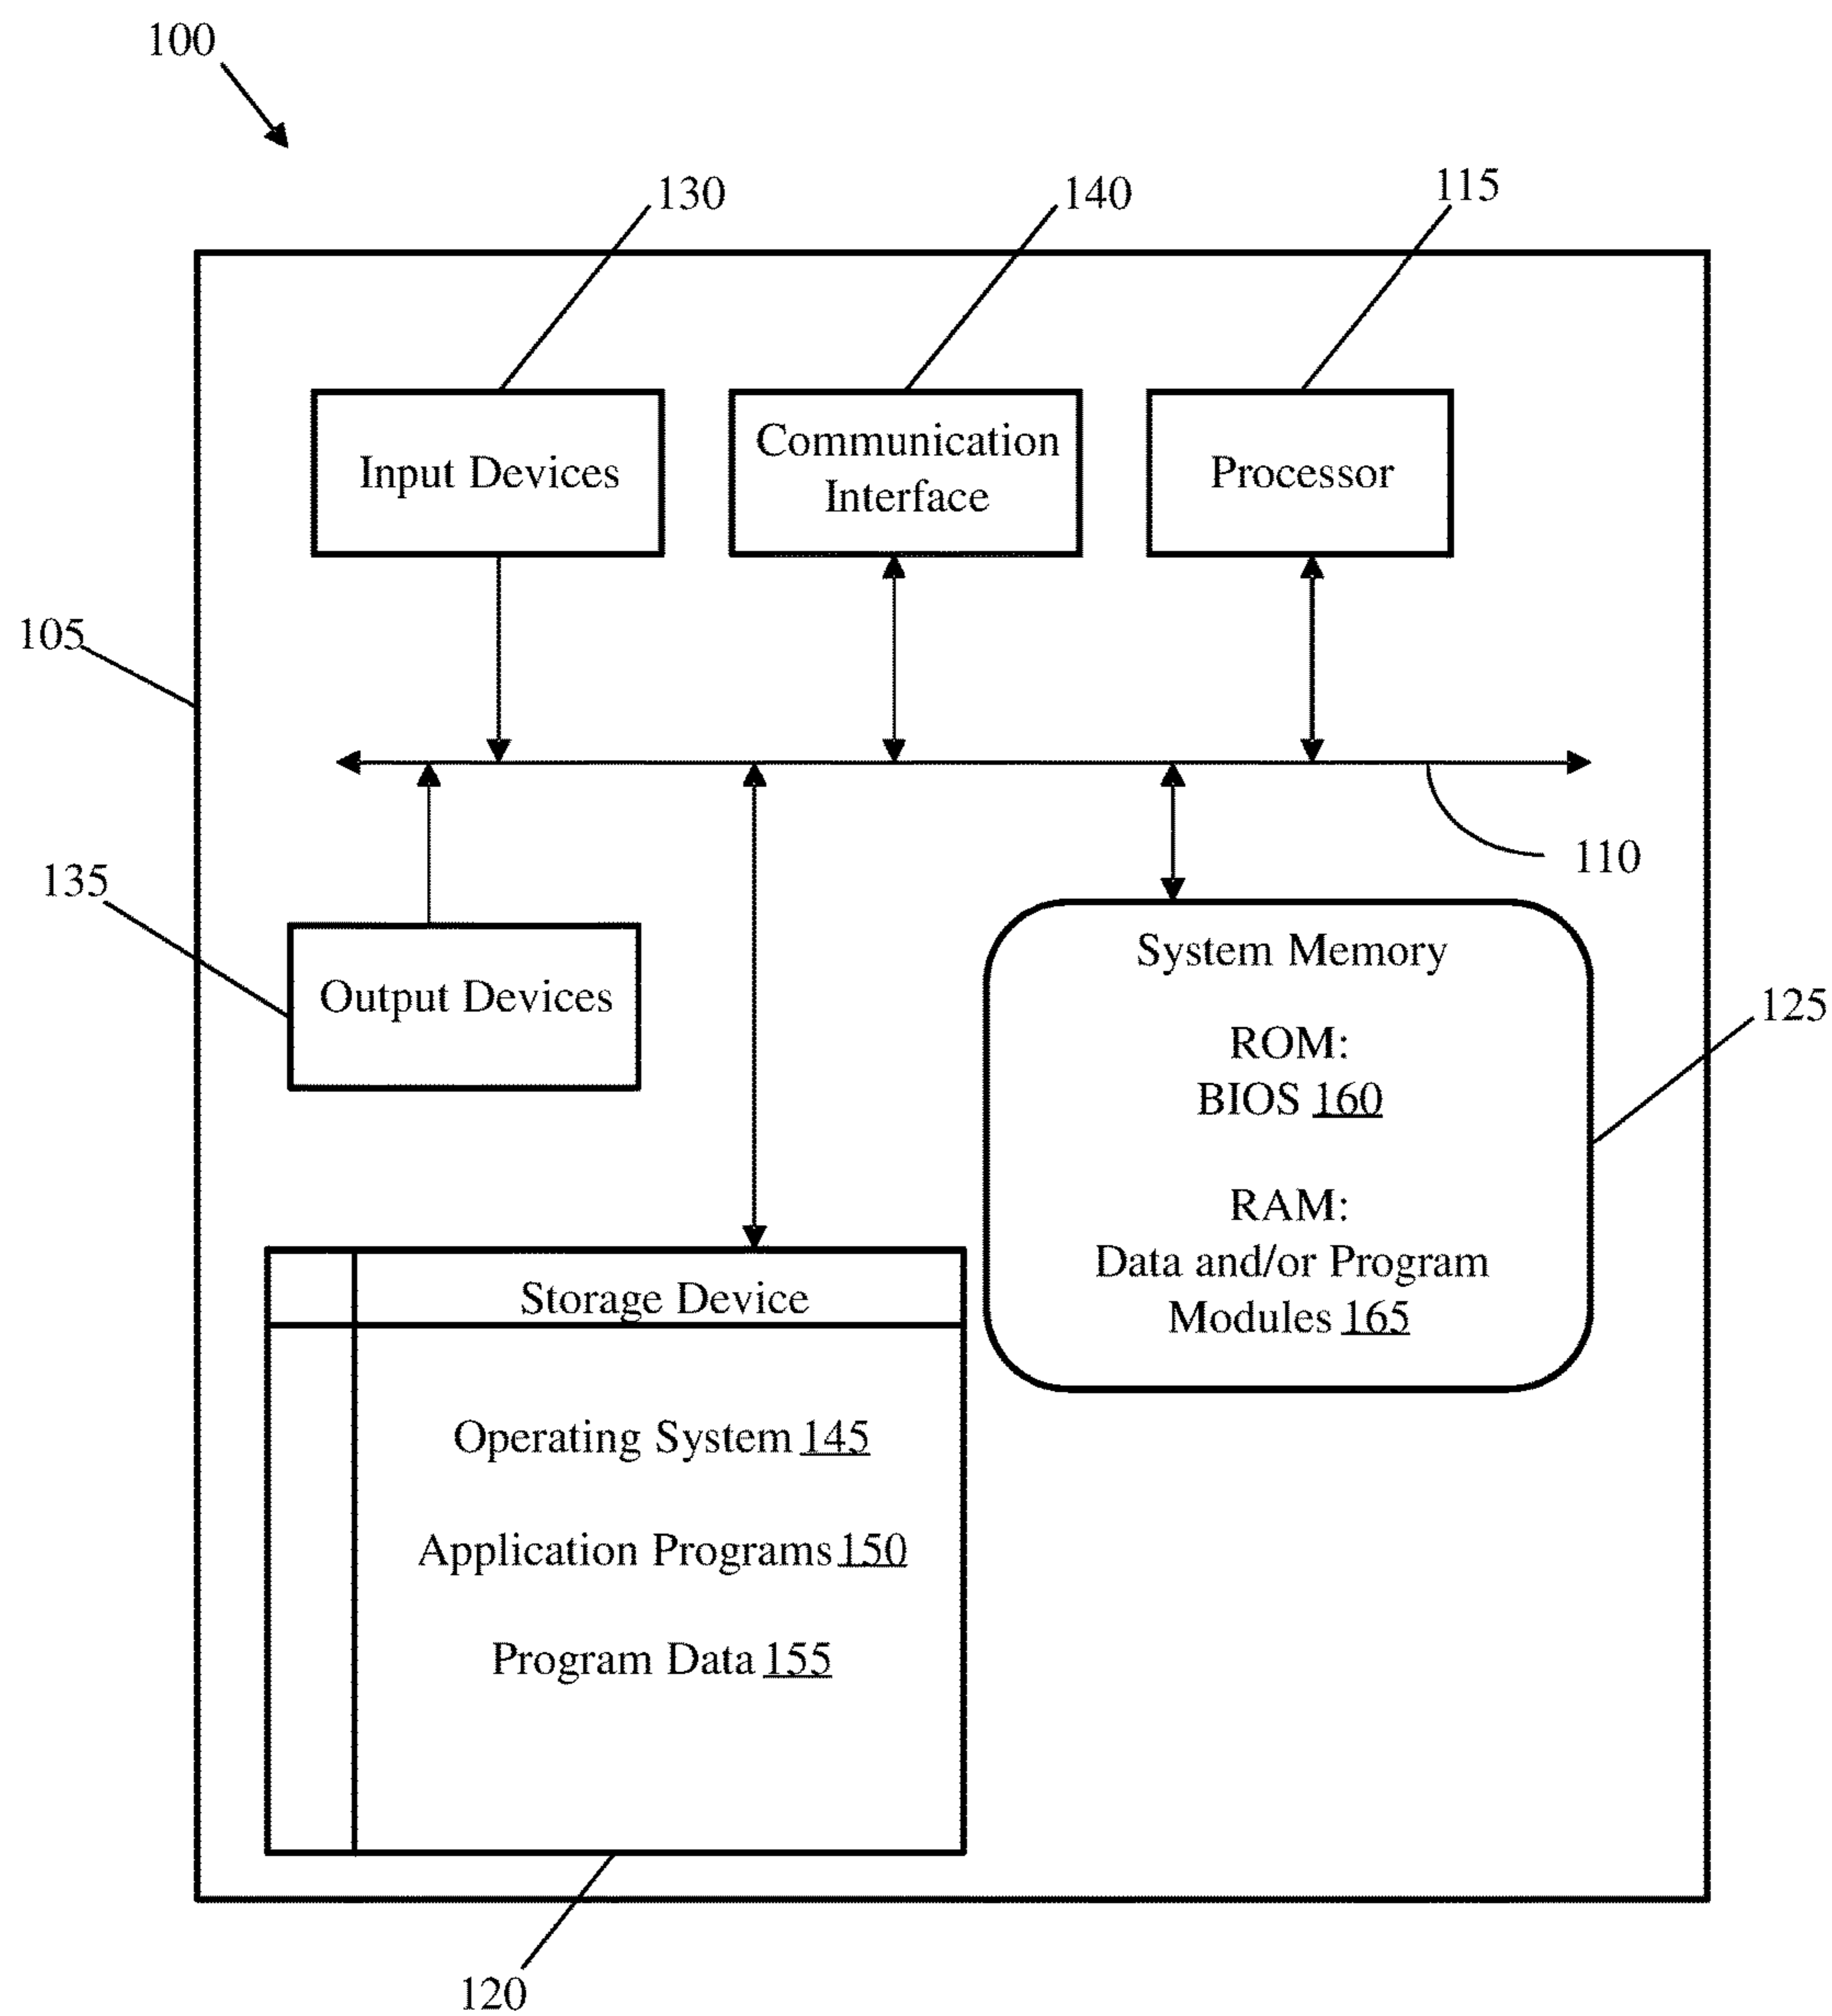 100
130
140
115
Input Devices
Communication
Interface
Processor
105
110
135
Output Devices
System Memory
ROM:
BIOS 160
RAM:
Data and/or Program
Modules 165
125
Storage Device
Operating System 145
Application Programs 150
Program Data 155
120